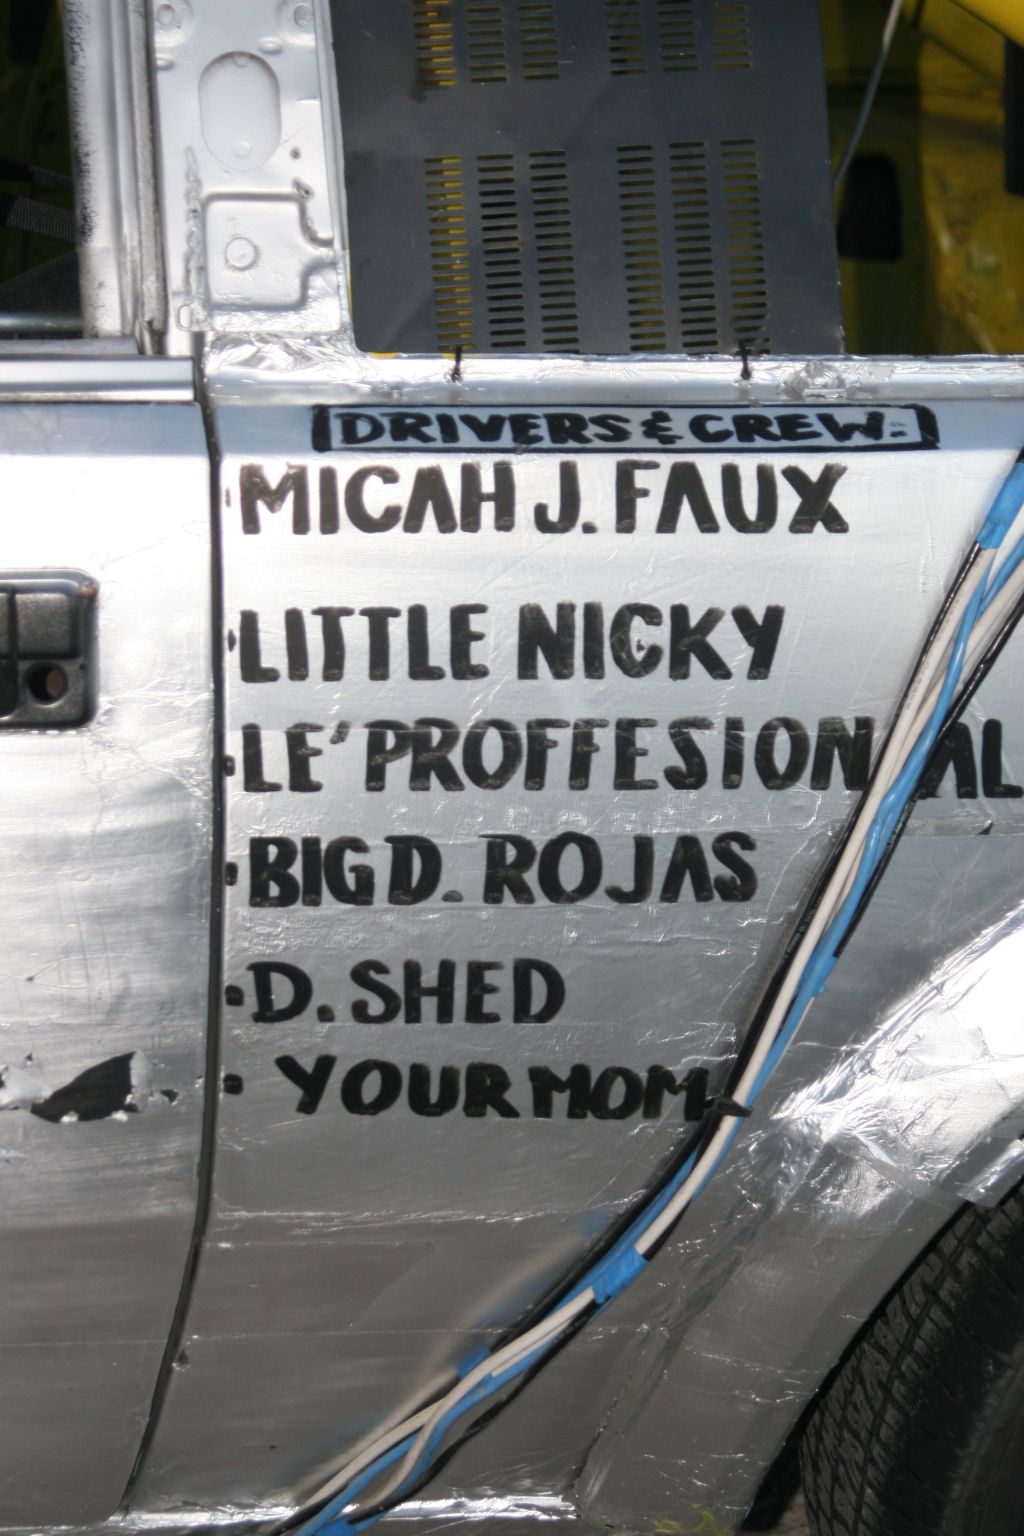 DRIVERS & CREW:
MICAH J. FAUX
LITTLE NICKY
LE' PROFFESIONAL
BIG D. ROJAS
D. SHED
YOUR MOM